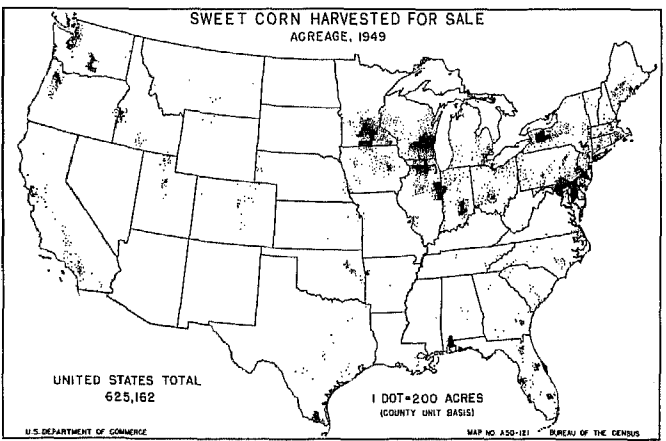 SWEET CORN HARVESTED FOR SALE
ACREAGE, 1949
UNITED STATES TOTAL
625,162
1 DOT=200 ACRES
(COUNTY UNIT BASIS)
U.S. DEPARTMENT OF COMMERCE
MAP NO. A50-121 BUREAU OF THE CENSUS